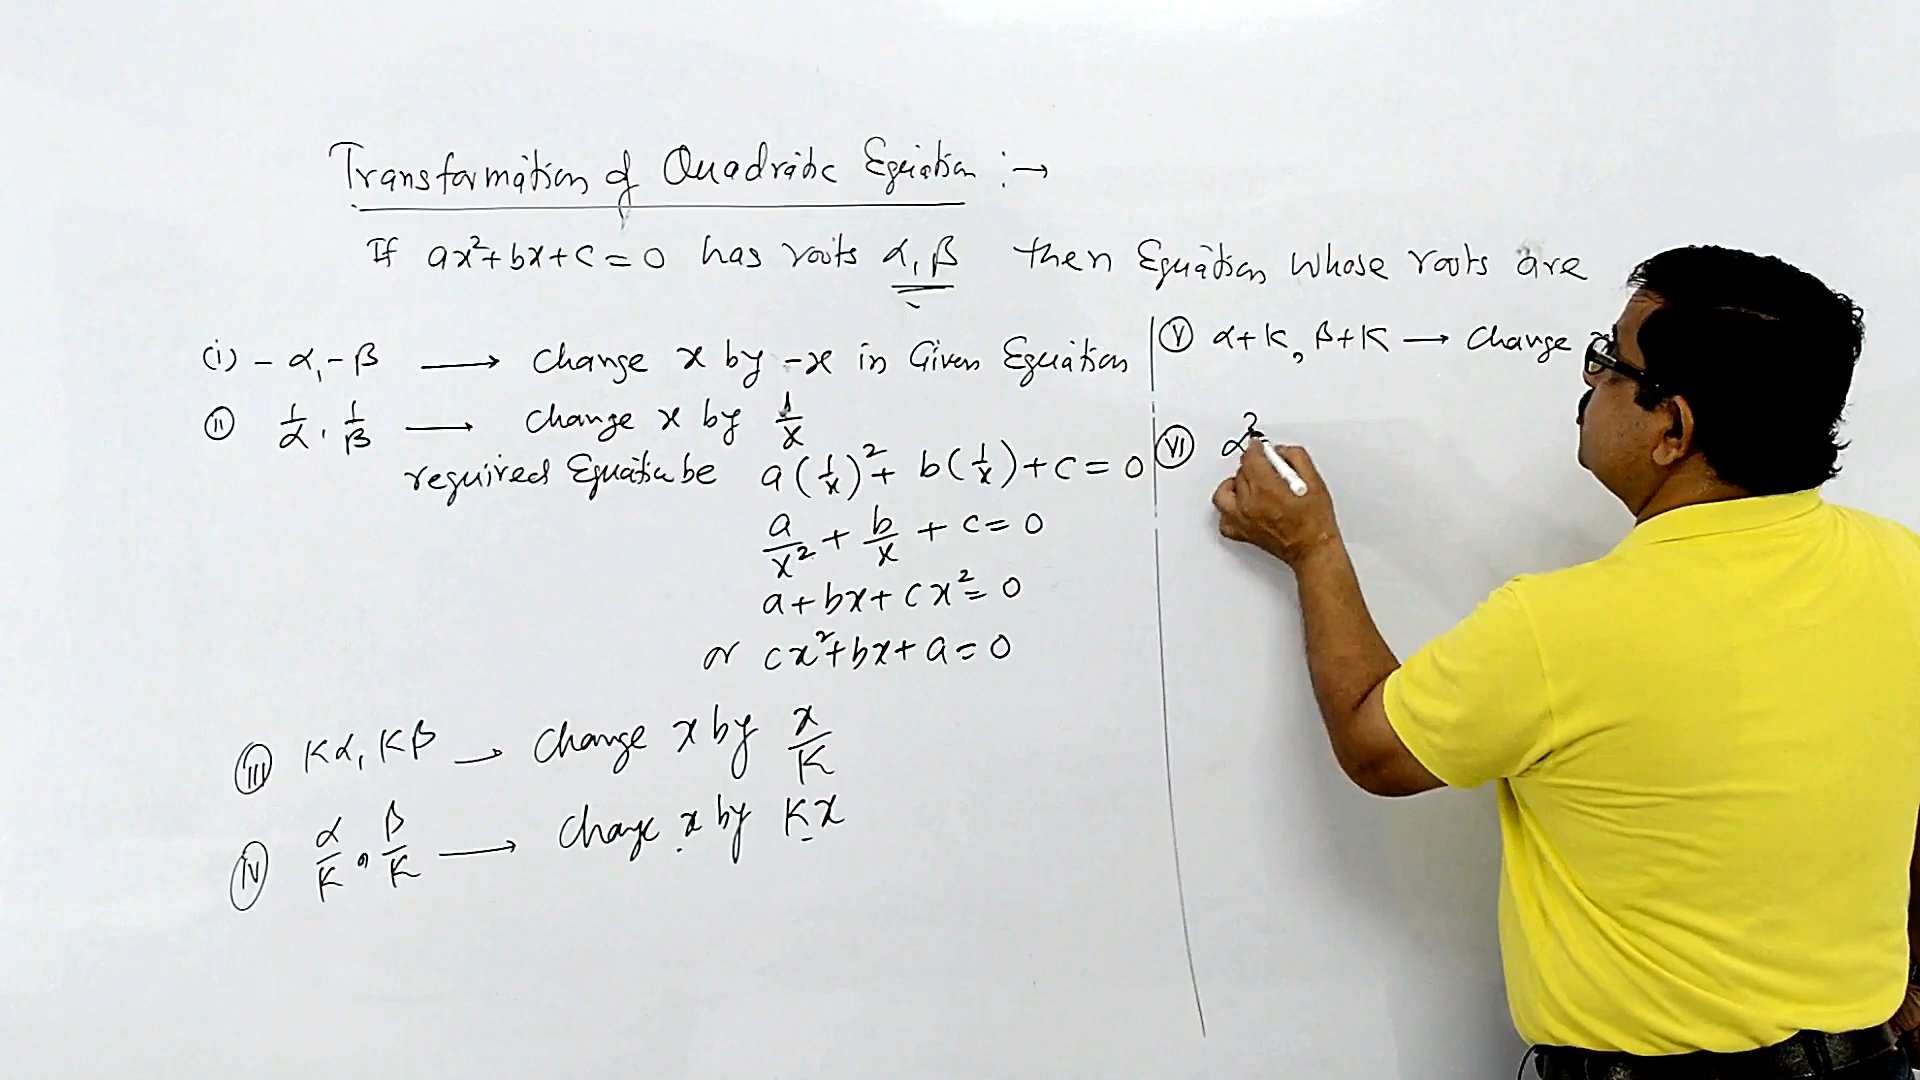 Transformation of Quadratic Equation :→
If ax²+bx+c=0 has roots α, β then Equation whose roots are
(i) -α, -β → change x by -x in Given Equation
(ii) 1/α, 1/β → change x by 1/x
required Equation be a(1/x)²+ b(1/x)+c=0
a/x² + b/x + c=0
a+bx+cx²=0
or cx²+bx+a=0
(iii) Kα, Kβ → change x by x/K
(iv) α/K, β/K → change x by Kx
(v) α+K, β+K → change
(vi) α²